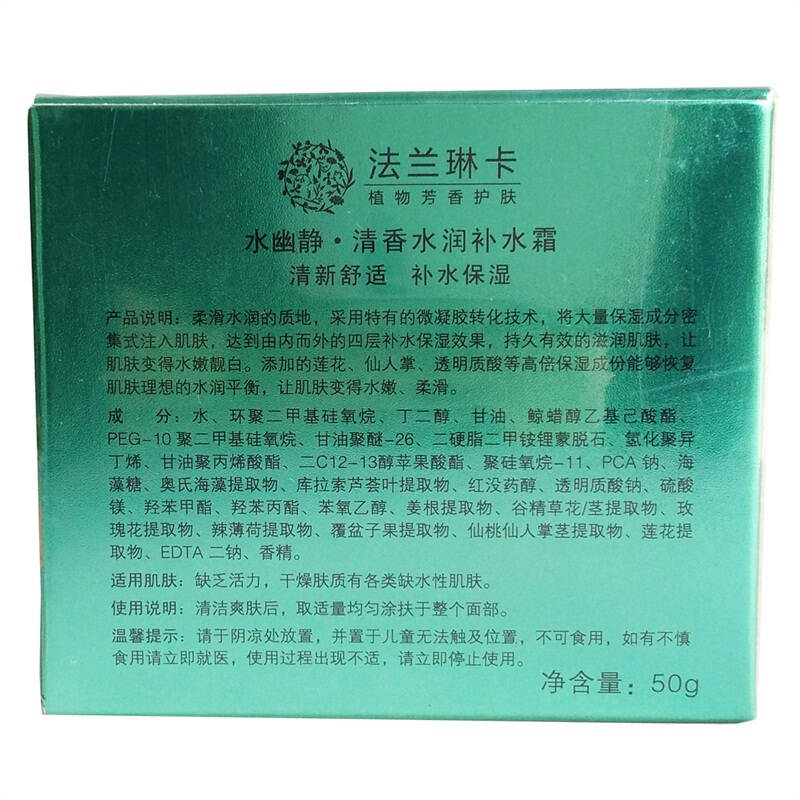 法兰琳卡
植物芳香护肤
水幽静·清香水润补水霜
清新舒适 补水保湿
产品说明：柔滑水润的质地，采用特有的微凝胶转化技术，将大量保湿成分密
集式注入肌肤，达到由内而外的四层补水保湿效果，持久有效的滋润肌肤，让
肌肤变得水嫩靓白。添加的莲花、仙人掌、透明质酸等高倍保湿成份能够恢复
肌肤理想的水润平衡，让肌肤变得水嫩、柔滑。
成 分：水、环聚二甲基硅氧烷、丁二醇、甘油、鲸蜡醇乙基己酸酯、
PEG-10聚二甲基硅氧烷、甘油聚醚-26、二硬脂二甲铵锂蒙脱石、氢化聚异
丁烯、甘油聚丙烯酸酯、二C12-13醇苹果酸酯、聚硅氧烷-11、PCA 钠、海
藻糖、奥氏海藻提取物、库拉索芦荟叶提取物、红没药醇、透明质酸钠、硫酸
镁、羟苯甲酯、羟苯丙酯、苯氧乙醇、姜根提取物、谷精草花/茎提取物、玫
瑰花提取物、辣薄荷提取物、覆盆子果提取物、仙桃仙人掌茎提取物、莲花提
取物、EDTA 二钠、香精。
适用肌肤：缺乏活力，干燥肤质有各类缺水性肌肤。
使用说明：清洁爽肤后，取适量均匀涂扶于整个面部。
温馨提示：请于阴凉处放置，并置于儿童无法触及位置，不可食用，如有不慎
食用请立即就医，使用过程出现不适，请立即停止使用。
净含量：50g